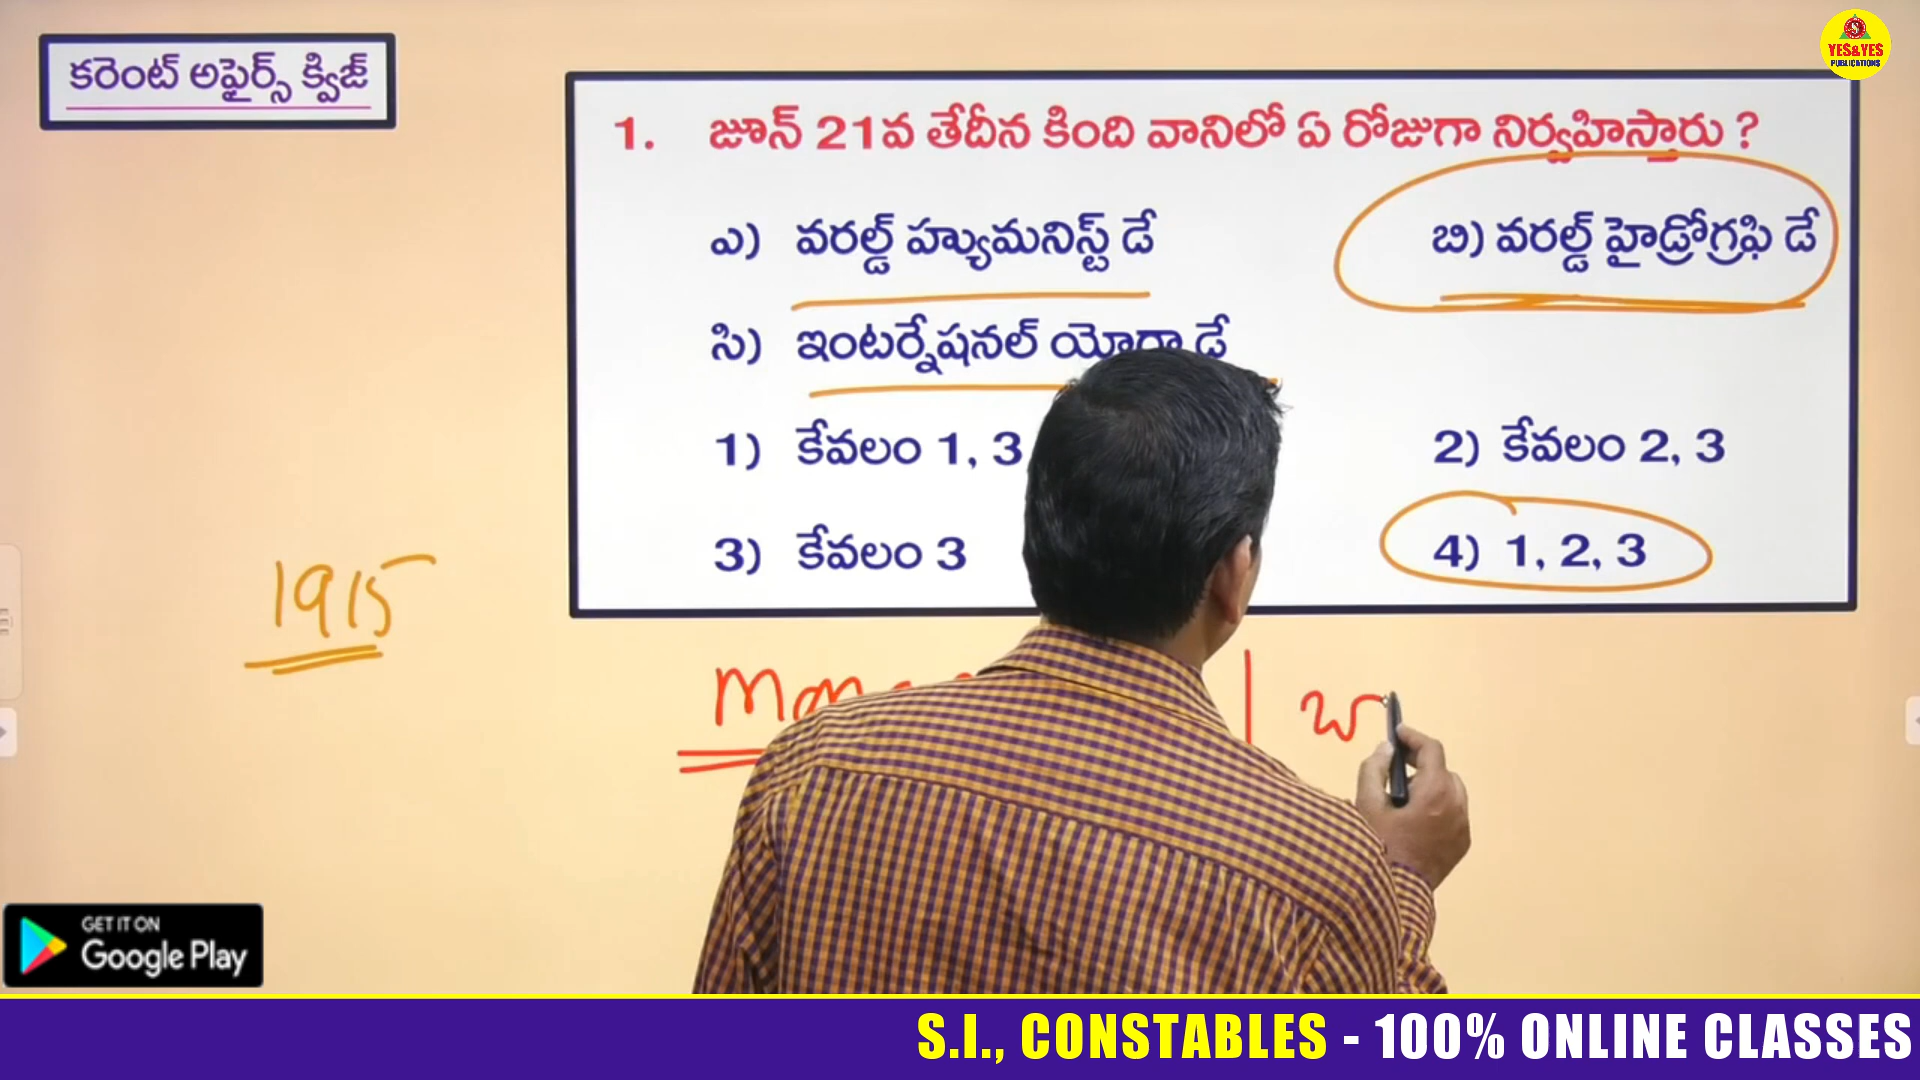 కరెంట్ అఫైర్స్ క్విజ్
YES&YES
PUBLICATIONS
1. జూన్ 21వ తేదీన కింది వానిలో ఏ రోజుగా నిర్వహిస్తారు ?
ఎ) వరల్డ్ హ్యుమనిస్ట్ డే బి) వరల్డ్ హైడ్రోగ్రఫి డే
సి) ఇంటర్నేషనల్ యోగా డే
1) కేవలం 1, 3 2) కేవలం 2, 3
3) కేవలం 3 4) 1, 2, 3
1915
GET IT ON
Google Play
S.I., CONSTABLES - 100% ONLINE CLASSES